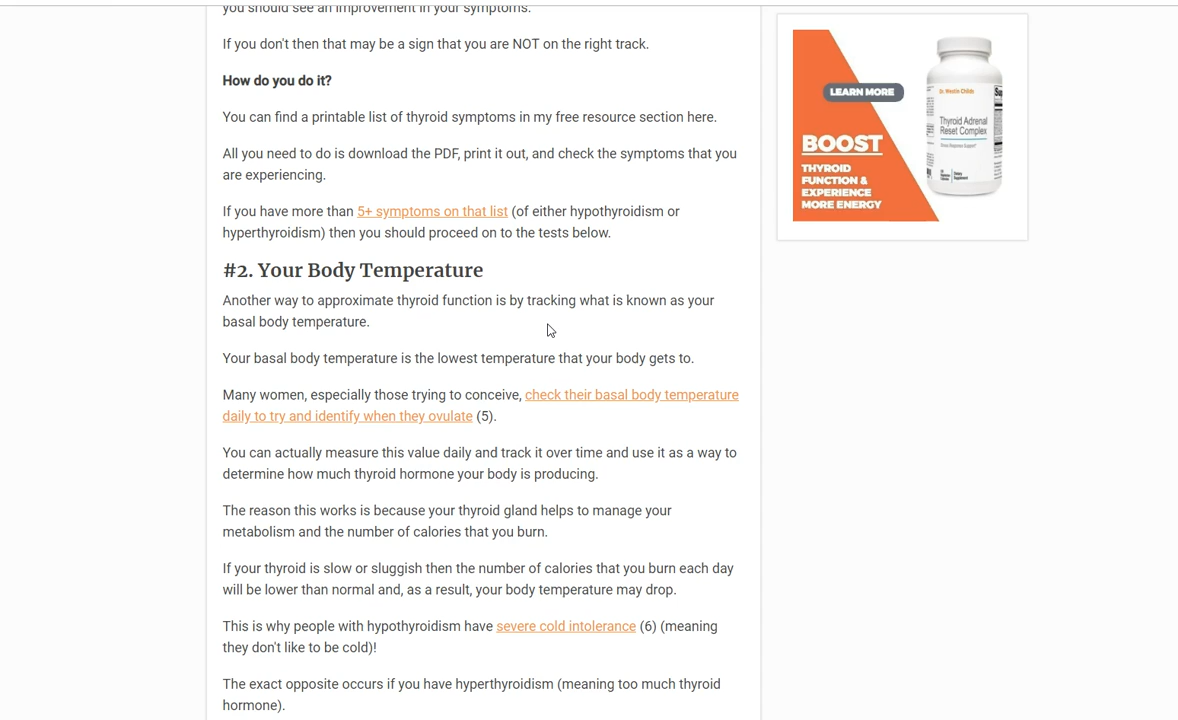 you should see an improvement in your symptoms.
If you don't then that may be a sign that you are NOT on the right track.
How do you do it?
You can find a printable list of thyroid symptoms in my free resource section here.
All you need to do is download the PDF, print it out, and check the symptoms that you
are experiencing.
If you have more than 5+ symptoms on that list (of either hypothyroidism or
hyperthyroidism) then you should proceed on to the tests below.
#2. Your Body Temperature
Another way to approximate thyroid function is by tracking what is known as your
basal body temperature.
Your basal body temperature is the lowest temperature that your body gets to.
Many women, especially those trying to conceive, check their basal body temperature
daily to try and identify when they ovulate (5).
You can actually measure this value daily and track it over time and use it as a way to
determine how much thyroid hormone your body is producing.
The reason this works is because your thyroid gland helps to manage your
metabolism and the number of calories that you burn.
If your thyroid is slow or sluggish then the number of calories that you burn each day
will be lower than normal and, as a result, your body temperature may drop.
This is why people with hypothyroidism have severe cold intolerance (6) (meaning
they don't like to be cold)!
The exact opposite occurs if you have hyperthyroidism (meaning too much thyroid
hormone).
LEARN MORE
BOOST
THYROID
FUNCTION &
EXPERIENCE
MORE ENERGY
Dr. Westin Childs
Thyroid Adrenal
Reset Complex